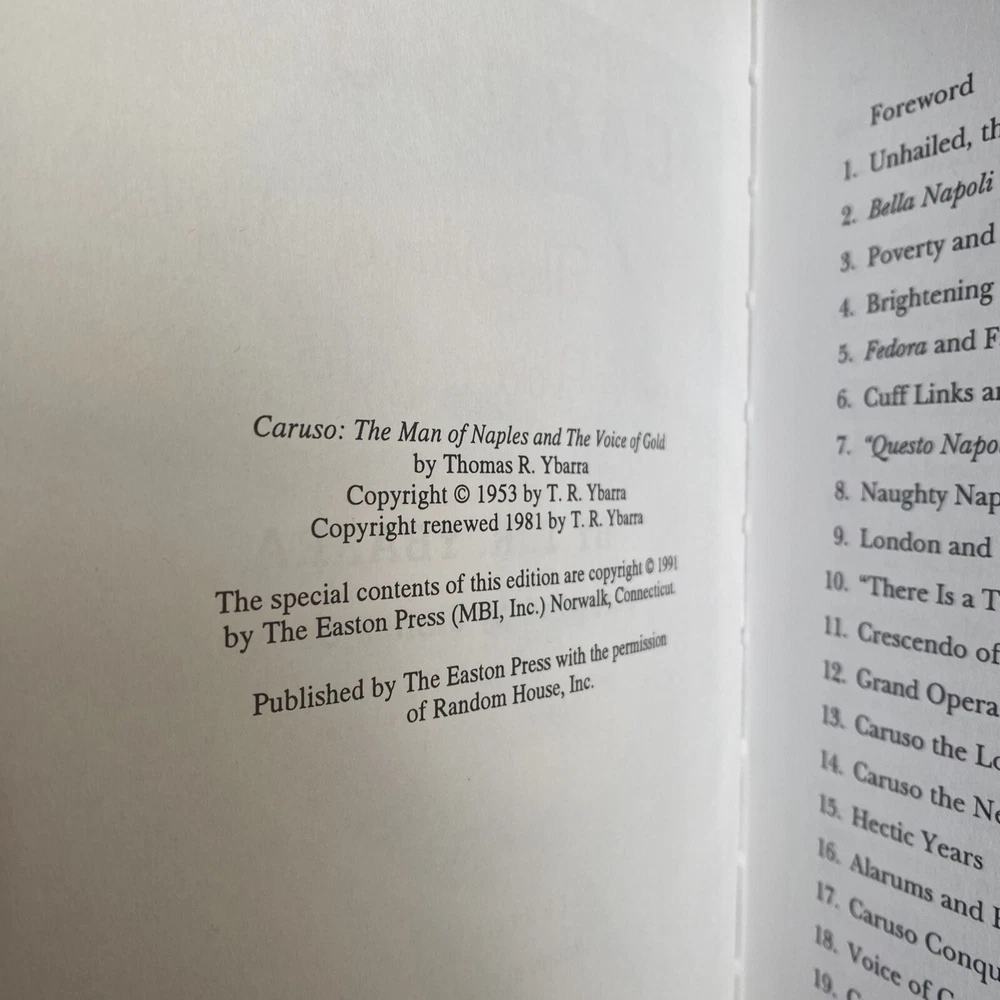 Caruso: The Man of Naples and The Voice of Gold
by Thomas R. Ybarra
Copyright © 1953 by T. R. Ybarra
Copyright renewed 1981 by T. R. Ybarra
The special contents of this edition are copyright © 1991
by The Easton Press (MBI, Inc.) Norwalk, Connecticut.
Published by The Easton Press with the permission
of Random House, Inc.
Foreword
1. Unhailed,
2. Bella Napoli
3. Poverty and
4. Brightening
5. Fedora and
6. Cuff Links
7. "Questo
8. Naughty
9. London and
10. "There Is a
11. Crescendo of
12. Grand Opera
13. Caruso the
14. Caruso the
15. Hectic Years
16. Alarums and
17. Caruso
18. Voice of
19.